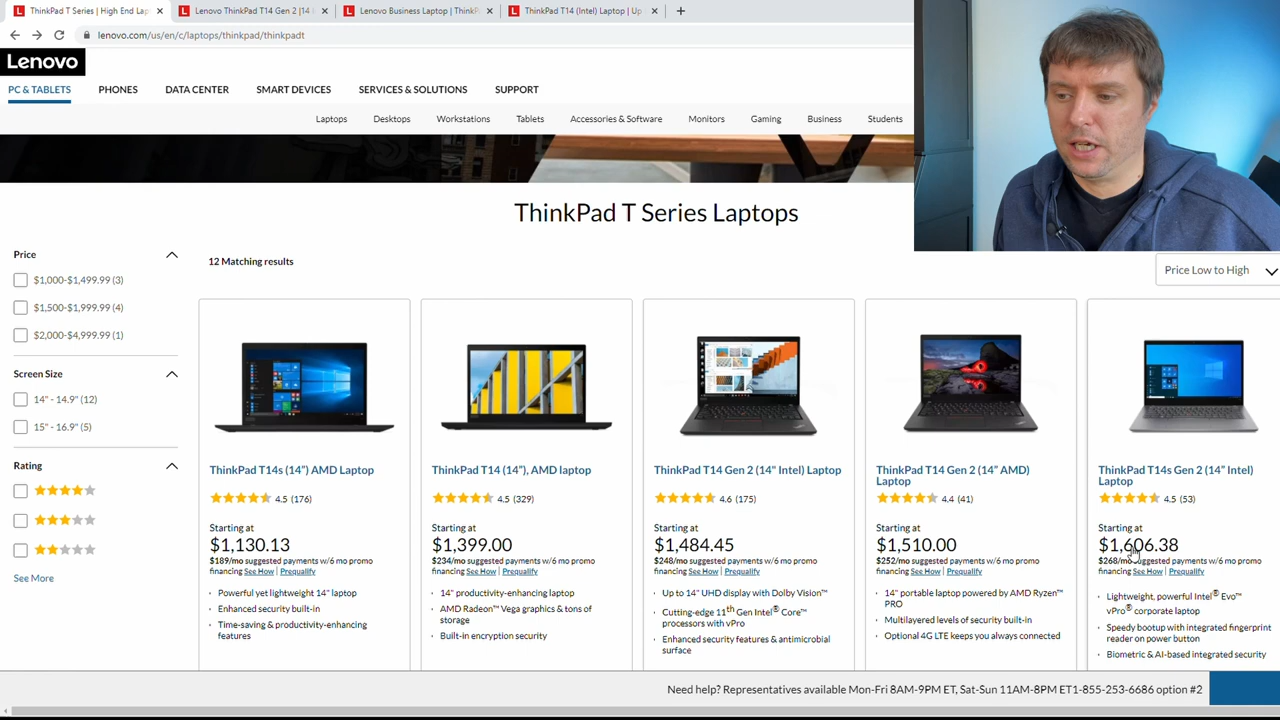 ThinkPad T Series | High End Lap
Lenovo ThinkPad T14 Gen 2 |14 i
Lenovo Business Laptop | ThinkP
ThinkPad T14 (Intel) Laptop | Up
lenovo.com/us/en/c/laptops/thinkpad/thinkpadt
Lenovo
PC & TABLETS
PHONES
DATA CENTER
SMART DEVICES
SERVICES & SOLUTIONS
SUPPORT
Laptops
Desktops
Workstations
Tablets
Accessories & Software
Monitors
Gaming
Business
Students
ThinkPad T Series Laptops
Price
$1,000-$1,499.99 (3)
$1,500-$1,999.99 (4)
$2,000-$4,999.99 (1)
Screen Size
14" - 14.9" (12)
15" - 16.9" (5)
Rating
See More
12 Matching results
Price Low to High
ThinkPad T14s (14") AMD Laptop
4.5 (176)
Starting at
$1,130.13
$189/mo suggested payments w/6 mo promo
financing See How | Prequalify
Powerful yet lightweight 14" laptop
Enhanced security built-in
Time-saving & productivity-enhancing
features
ThinkPad T14 (14"), AMD laptop
4.5 (329)
Starting at
$1,399.00
$234/mo suggested payments w/6 mo promo
financing See How | Prequalify
14" productivity-enhancing laptop
AMD Radeon™ Vega graphics & tons of
storage
Built-in encryption security
ThinkPad T14 Gen 2 (14" Intel) Laptop
4.6 (175)
Starting at
$1,484.45
$248/mo suggested payments w/6 mo promo
financing See How | Prequalify
Up to 14" UHD display with Dolby Vision™
Cutting-edge 11th Gen Intel® Core™
processors with vPro
Enhanced security features & antimicrobial
surface
ThinkPad T14 Gen 2 (14" AMD)
Laptop
4.4 (41)
Starting at
$1,510.00
$252/mo suggested payments w/6 mo promo
financing See How | Prequalify
14" portable laptop powered by AMD Ryzen™
PRO
Multilayered levels of security built-in
Optional 4G LTE keeps you always connected
ThinkPad T14s Gen 2 (14" Intel)
Laptop
4.5 (53)
Starting at
$1,606.38
$268/mo suggested payments w/6 mo promo
financing See How | Prequalify
Lightweight, powerful Intel® Evo™
vPro® corporate laptop
Speedy bootup with integrated fingerprint
reader on power button
Biometric & AI-based integrated security
Need help? Representatives available Mon-Fri 8AM-9PM ET, Sat-Sun 11AM-8PM ET1-855-253-6686 option #2